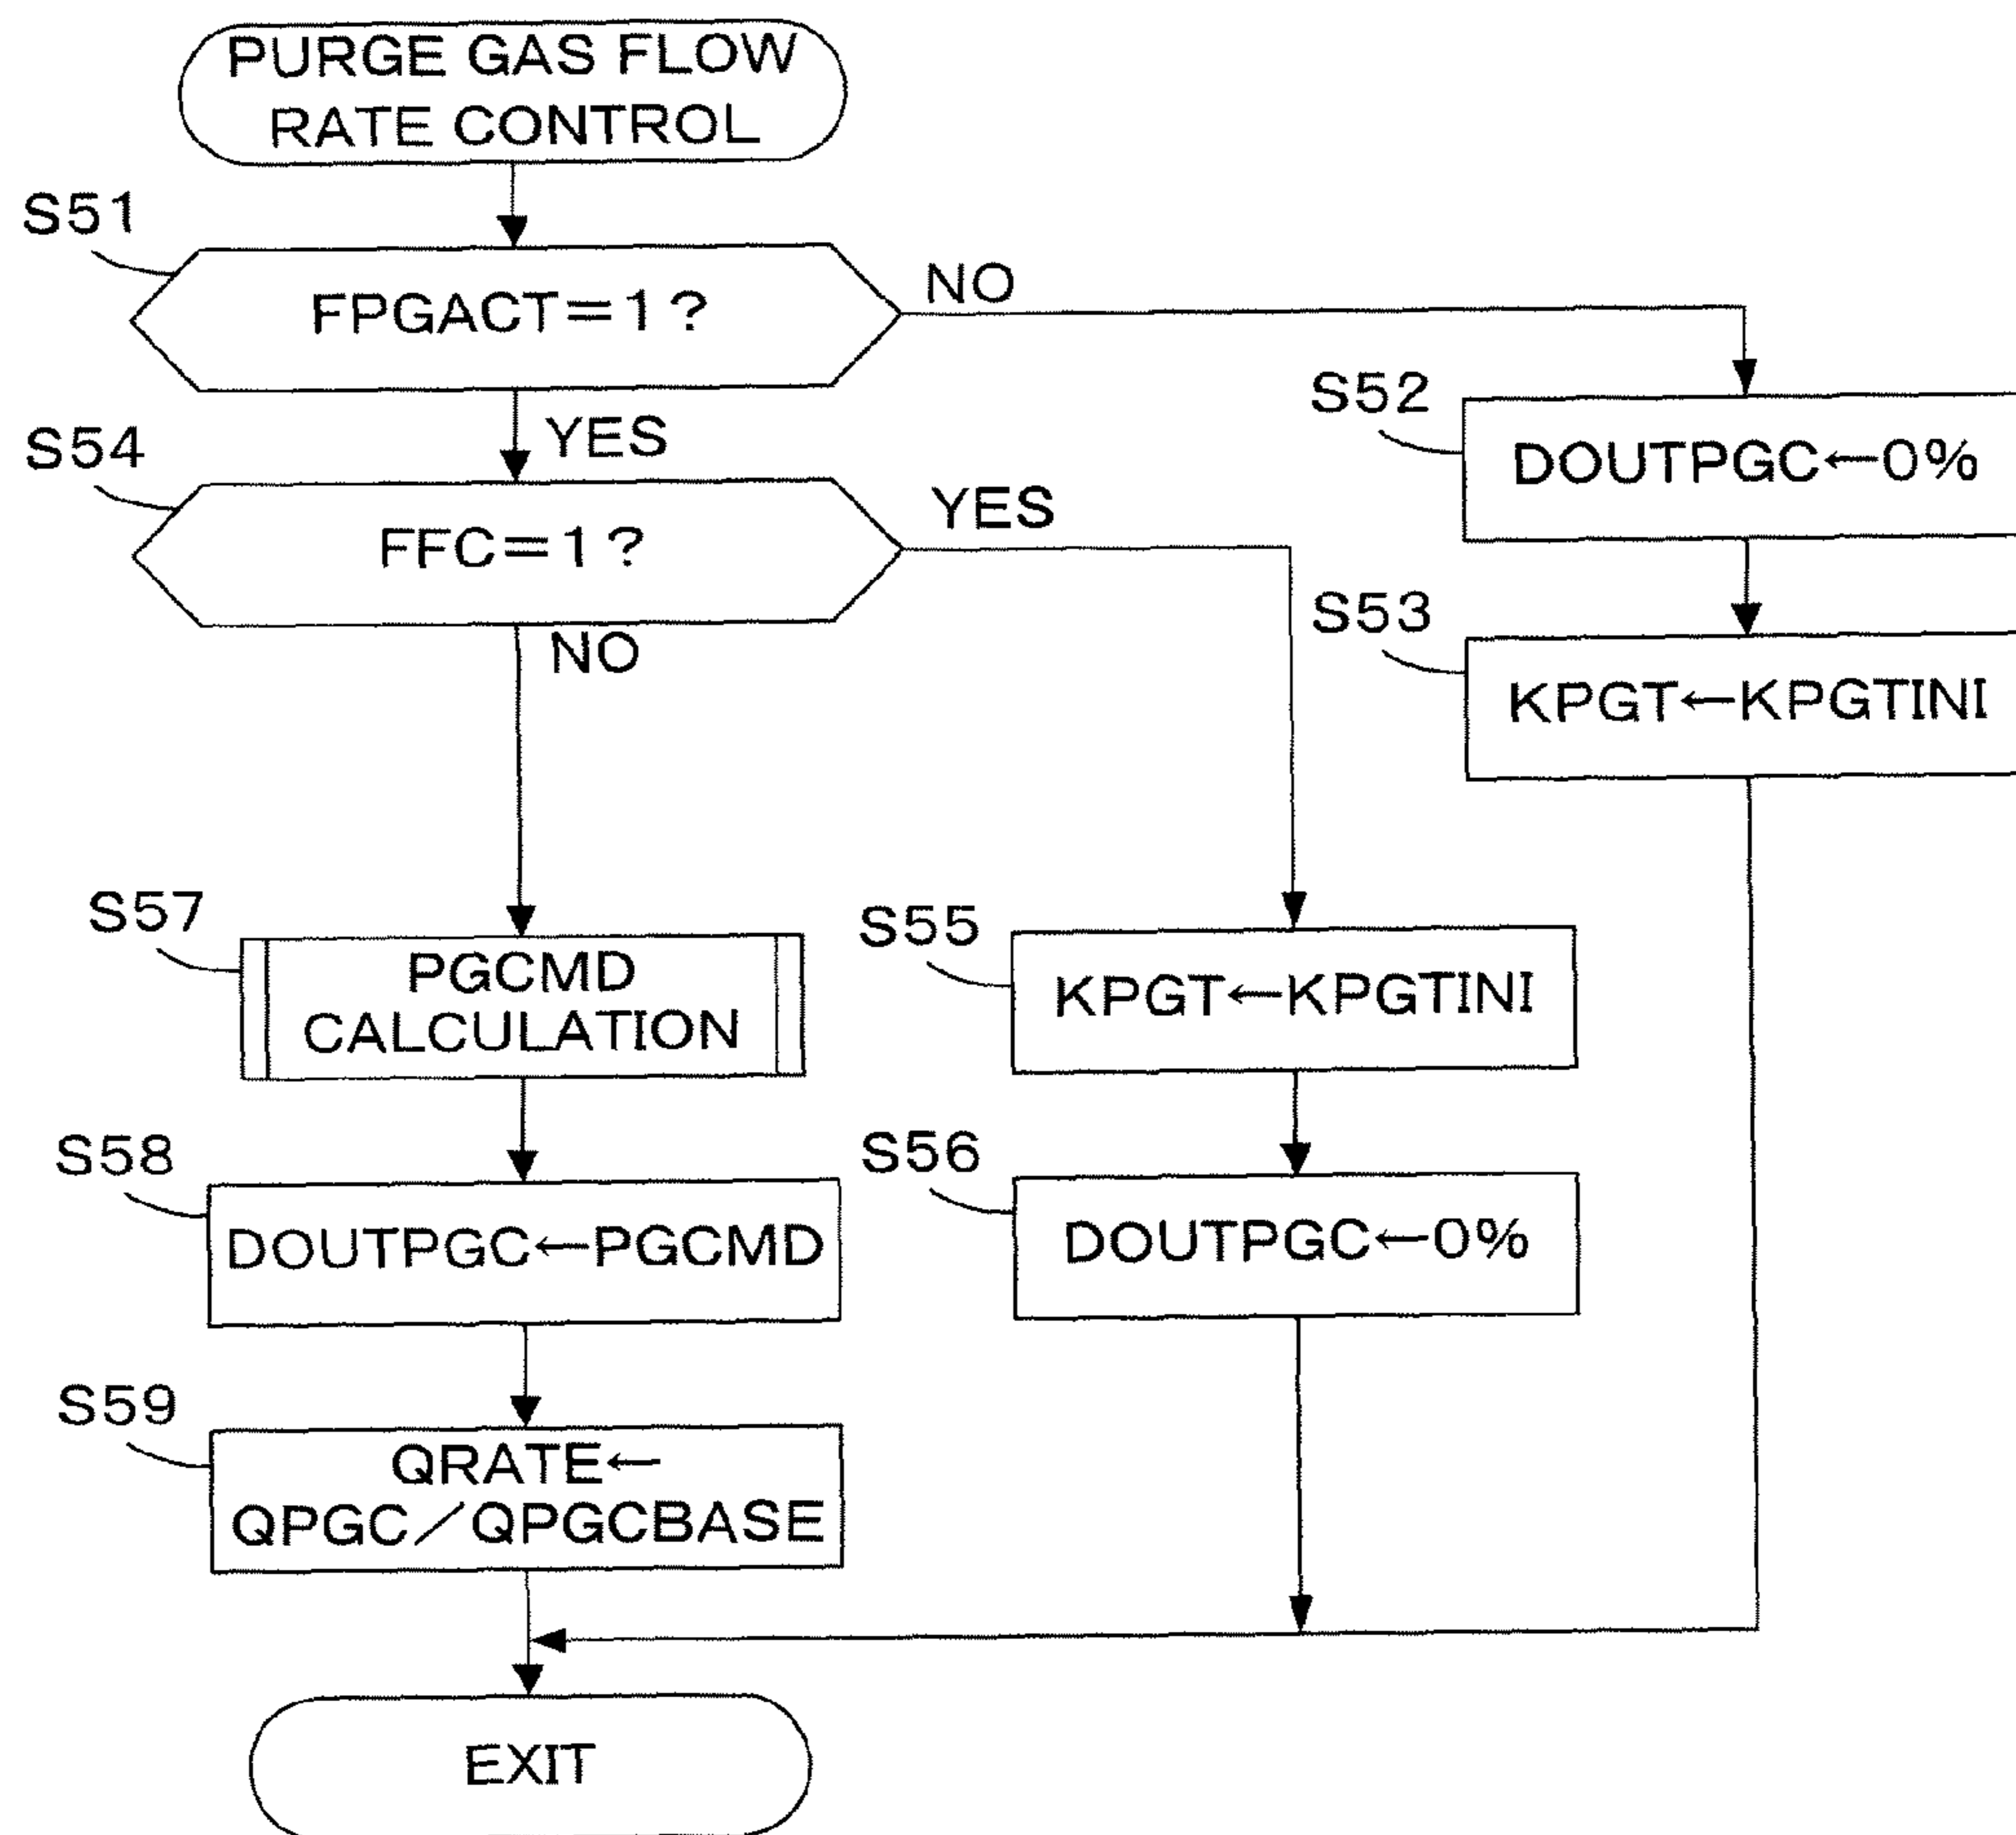 PURGE GAS FLOW
RATE CONTROL
S51
FPGACT=1?
NO
YES
S52
DOUTPGC←0%
S54
FFC=1?
YES
NO
S53
KPGT←KPGTINI
S57
PGCMD
CALCULATION
S55
KPGT←KPGTINI
S58
DOUTPGC←PGCMD
S56
DOUTPGC←0%
S59
QRATE←
QPGC/QPGCBASE
EXIT